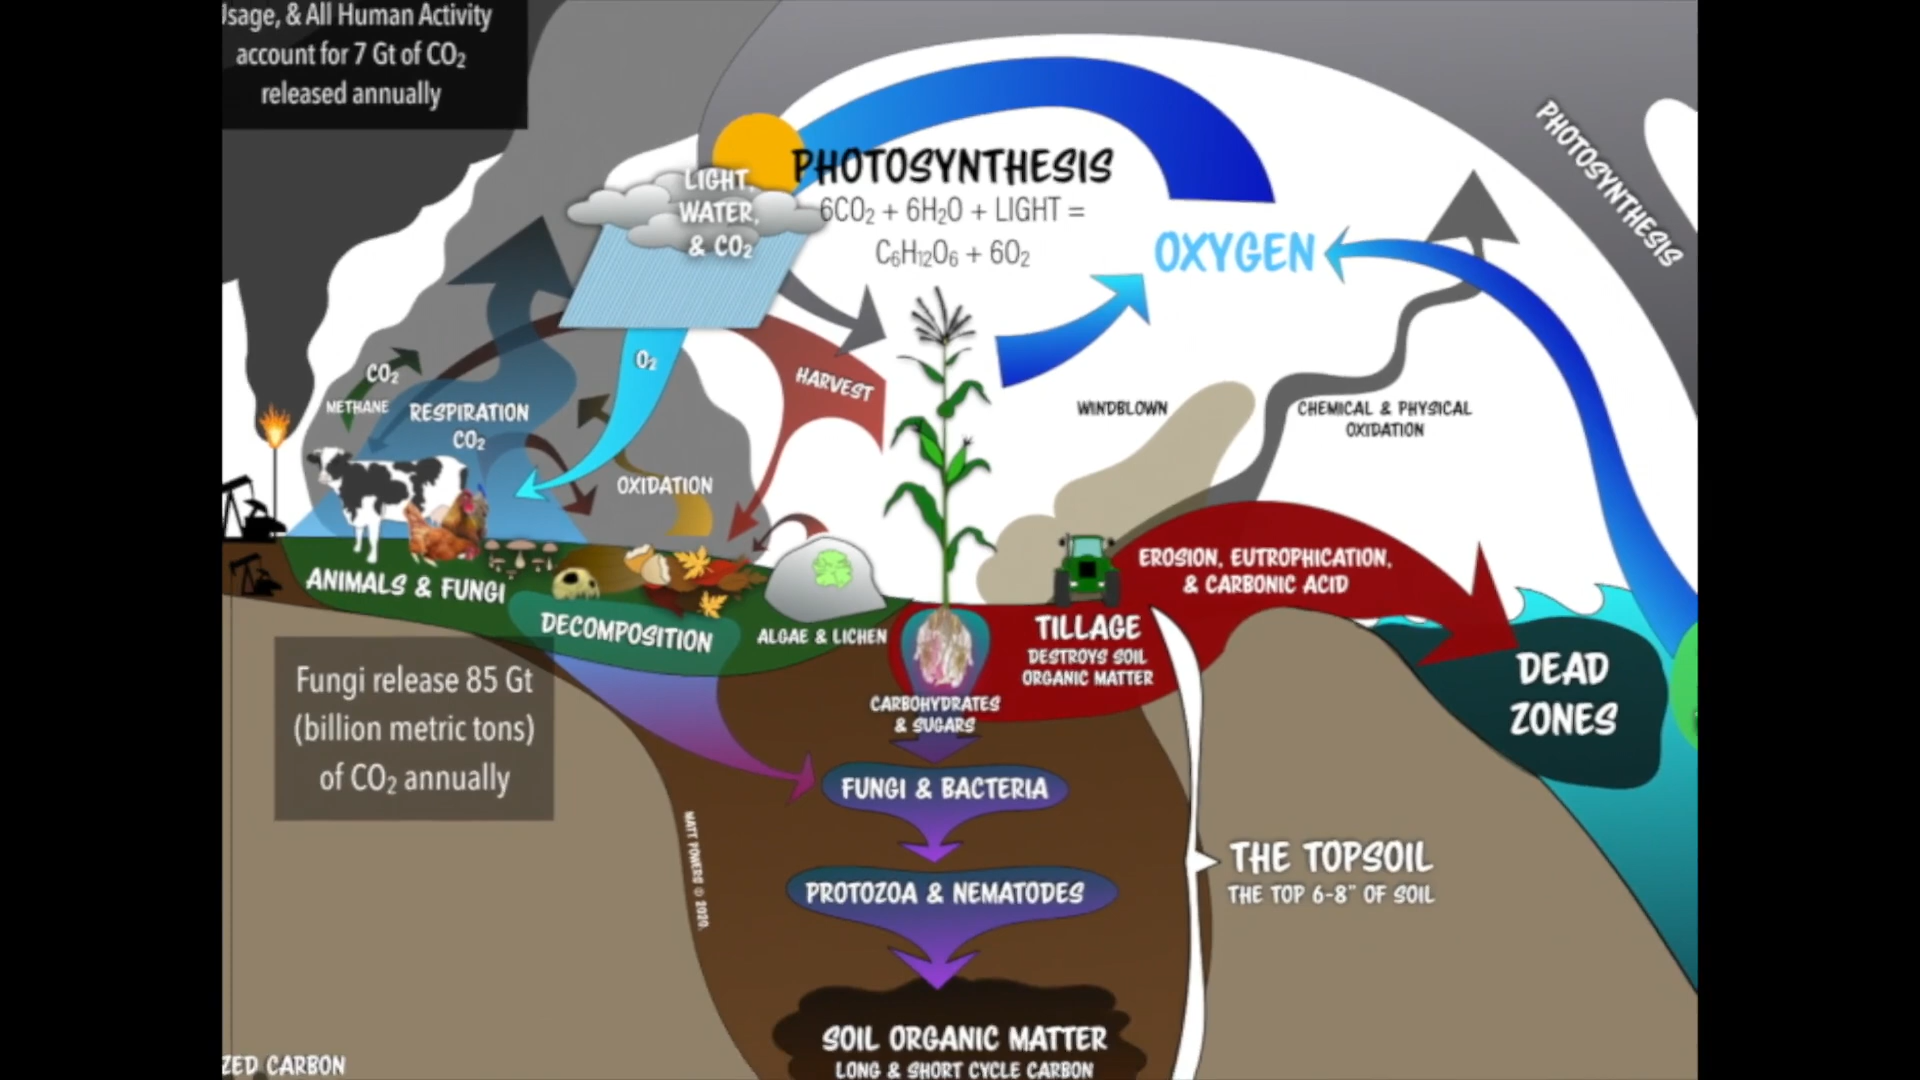 Usage, & All Human Activity
account for 7 Gt of CO₂
released annually
PHOTOSYNTHESIS
LIGHT,
WATER,
& CO₂
PHOTOSYNTHESIS
6CO₂ + 6H₂O + LIGHT =
C₆H₁₂O₆ + 6O₂
OXYGEN
O₂
HARVEST
CO₂
METHANE
RESPIRATION
CO₂
WINDBLOWN
CHEMICAL & PHYSICAL
OXIDATION
OXIDATION
EROSION, EUTROPHICATION,
& CARBONIC ACID
ANIMALS & FUNGI
DECOMPOSITION
ALGAE & LICHEN
TILLAGE
DESTROYS SOIL
ORGANIC MATTER
DEAD
ZONES
Fungi release 85 Gt
(billion metric tons)
of CO₂ annually
CARBOHYDRATES
& SUGARS
FUNGI & BACTERIA
MATT POWERS © 2020.
PROTOZOA & NEMATODES
THE TOPSOIL
THE TOP 6-8" OF SOIL
SOIL ORGANIC MATTER
LONG & SHORT CYCLE CARBON
ZED CARBON